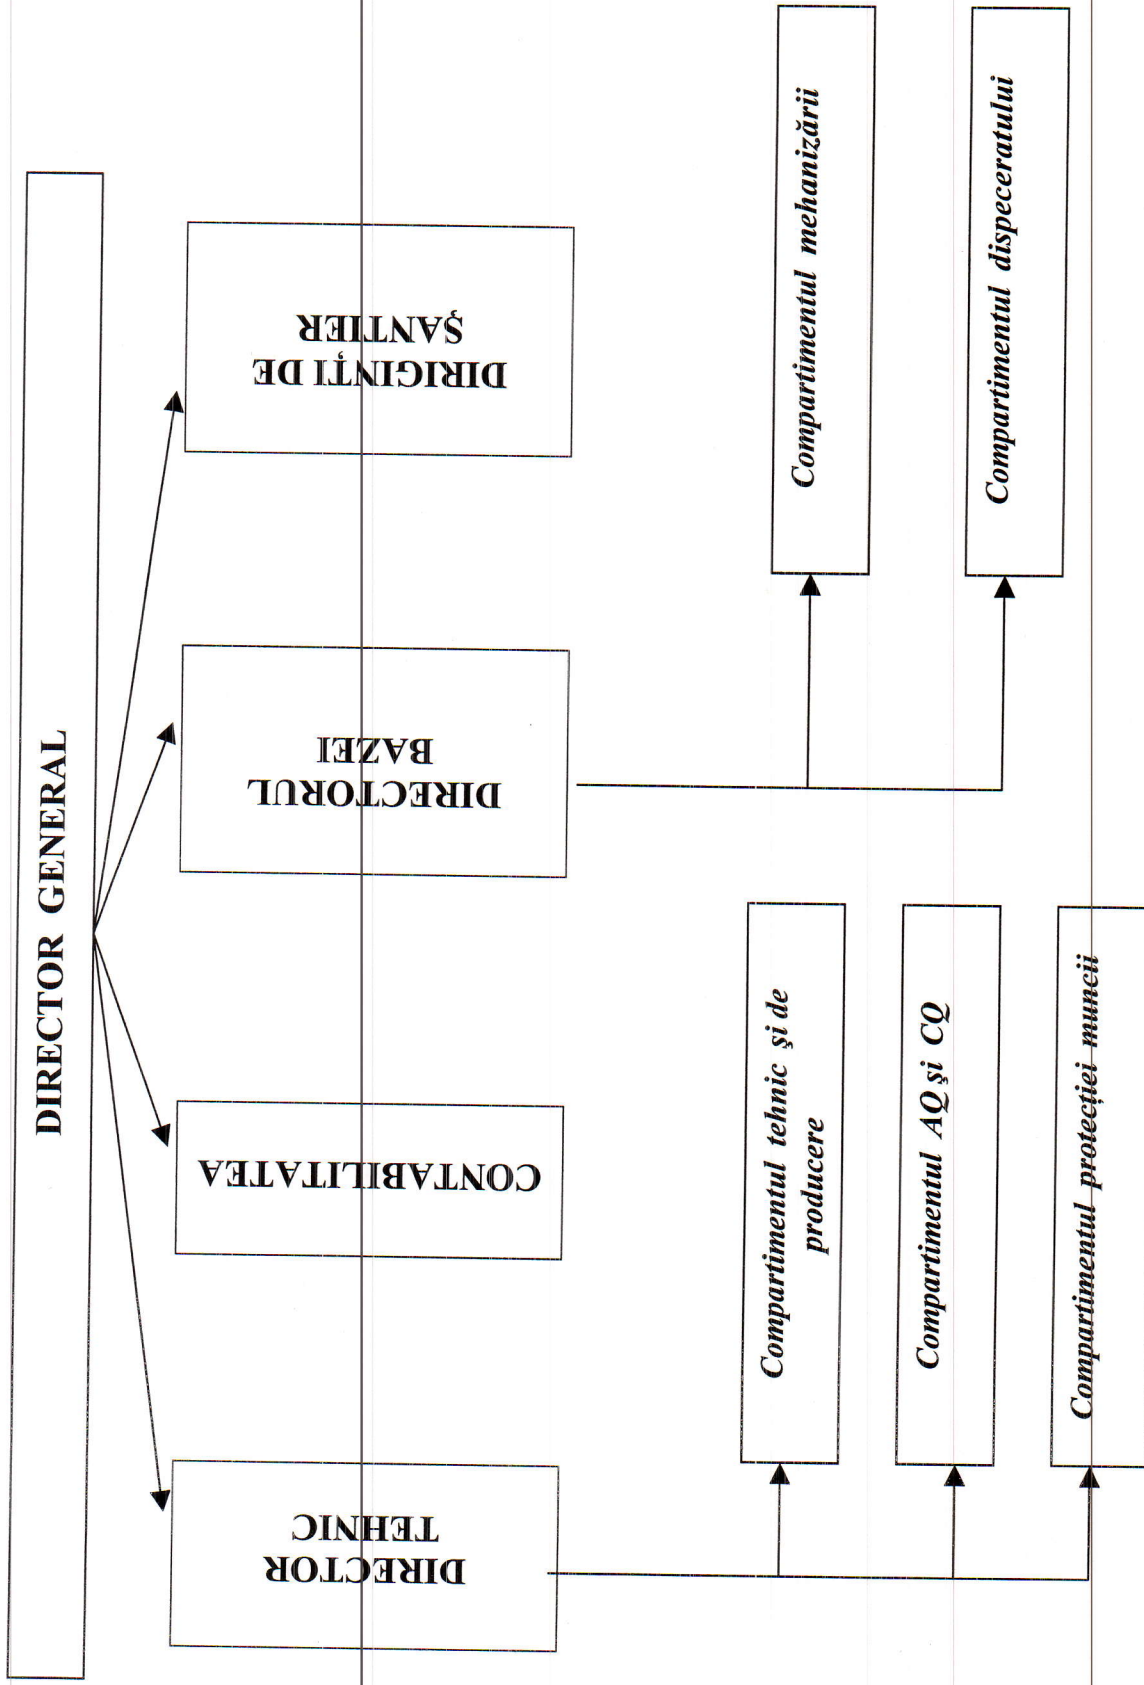 DIRECTOR GENERAL
DIRECTOR
TEHNIC
CONTABILITATEA
DIRECTORUL
BAZEI
DIRIGINŢI DE
ŞANTIER
Compartimentul tehnic şi de
producere
Compartimentul AQ şi CQ
Compartimentul protecţiei muncii
Compartimentul mehanizării
Compartimentul dispeceratului